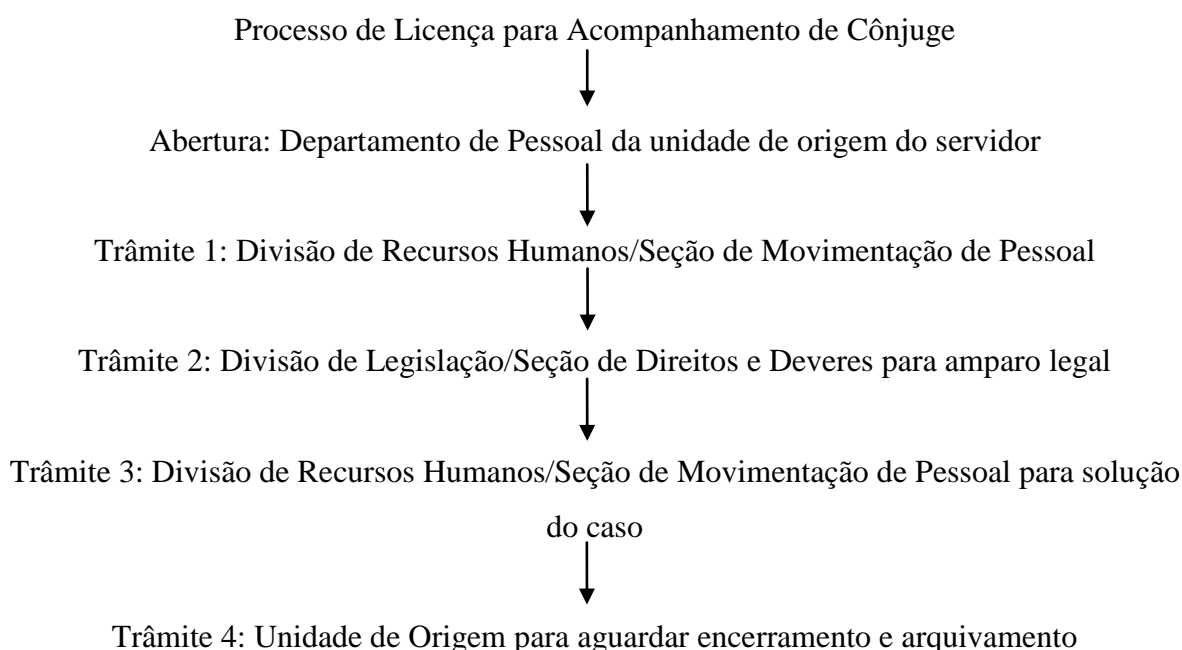 Processo de Licença para Acompanhamento de Cônjuge
Abertura: Departamento de Pessoal da unidade de origem do servidor
Trâmite 1: Divisão de Recursos Humanos/Seção de Movimentação de Pessoal
Trâmite 2: Divisão de Legislação/Seção de Direitos e Deveres para amparo legal
Trâmite 3: Divisão de Recursos Humanos/Seção de Movimentação de Pessoal para solução
do caso
Trâmite 4: Unidade de Origem para aguardar encerramento e arquivamento